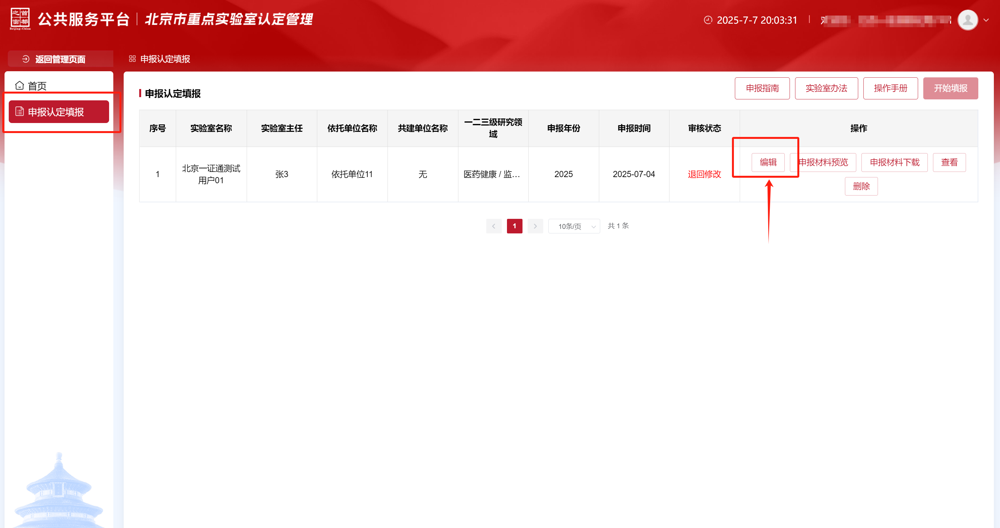 首都之窗
Beijing-China
公共服务平台
北京市重点实验室认定管理
2025-7-7 20:03:31
返回管理页面
申报认定填报
首页
申报认定填报
申报认定填报
申报指南
实验室办法
操作手册
开始填报
序号
实验室名称
实验室主任
依托单位名称
共建单位名称
一二三级研究领
域
申报年份
申报时间
审核状态
操作
1
北京一证通测试
用户01
张3
依托单位11
无
医药健康 / 监...
2025
2025-07-04
退回修改
编辑
申报材料预览
申报材料下载
查看
删除
1
10条/页
共 1 条